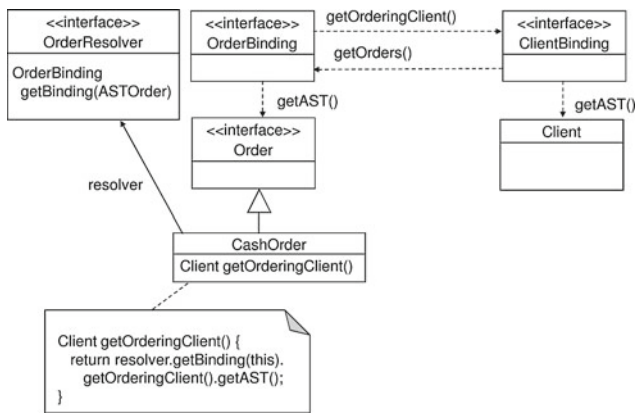 <<interface>>
OrderResolver
OrderBinding
getBinding(ASTOrder)
<<interface>>
OrderBinding
getOrderingClient()
getOrders()
<<interface>>
ClientBinding
getAST()
getAST()
<<interface>>
Order
Client
resolver
CashOrder
Client getOrderingClient()
Client getOrderingClient() {
return resolver.getBinding(this).
getOrderingClient().getAST();
}